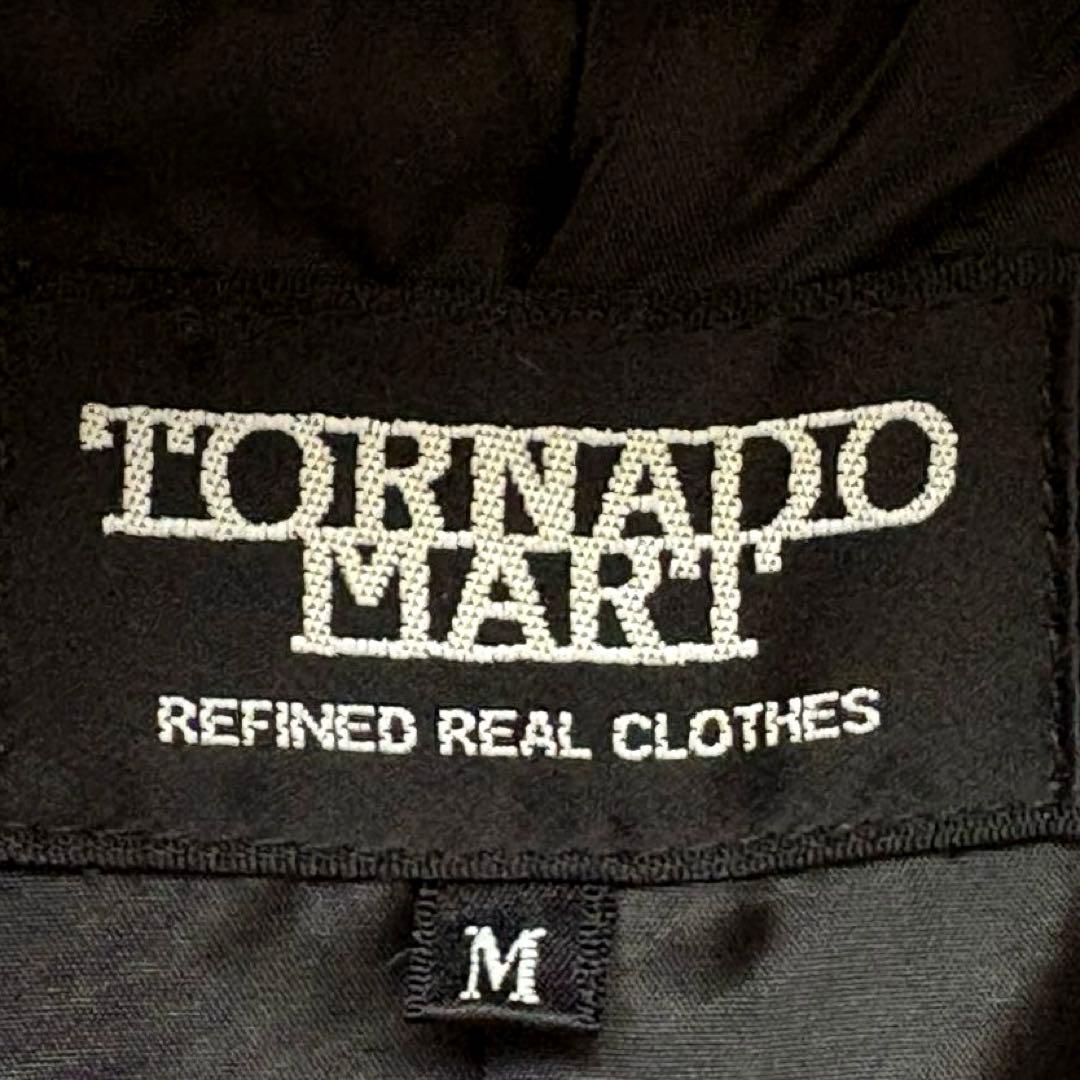 TORNADO
MART
REFINED REAL CLOTHES
M